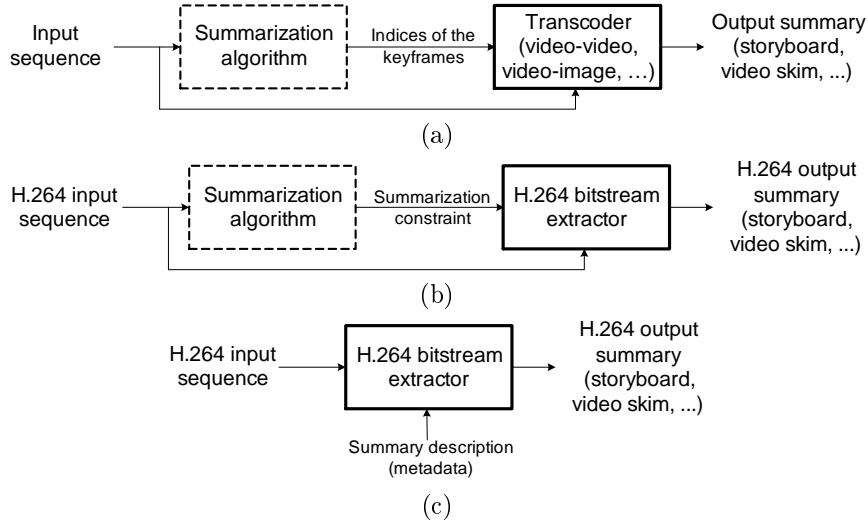 Input
sequence
Summarization
algorithm
Indices of the
keyframes
Transcoder
(video-video,
video-image, …)
Output summary
(storyboard,
video skim, ...)
(a)
H.264 input
sequence
Summarization
algorithm
Summarization
constraint
H.264 bitstream
extractor
H.264 output
summary
(storyboard,
video skim, ...)
(b)
H.264 input
sequence
H.264 bitstream
extractor
H.264 output
summary
(storyboard,
video skim, ...)
Summary description
(metadata)
(c)